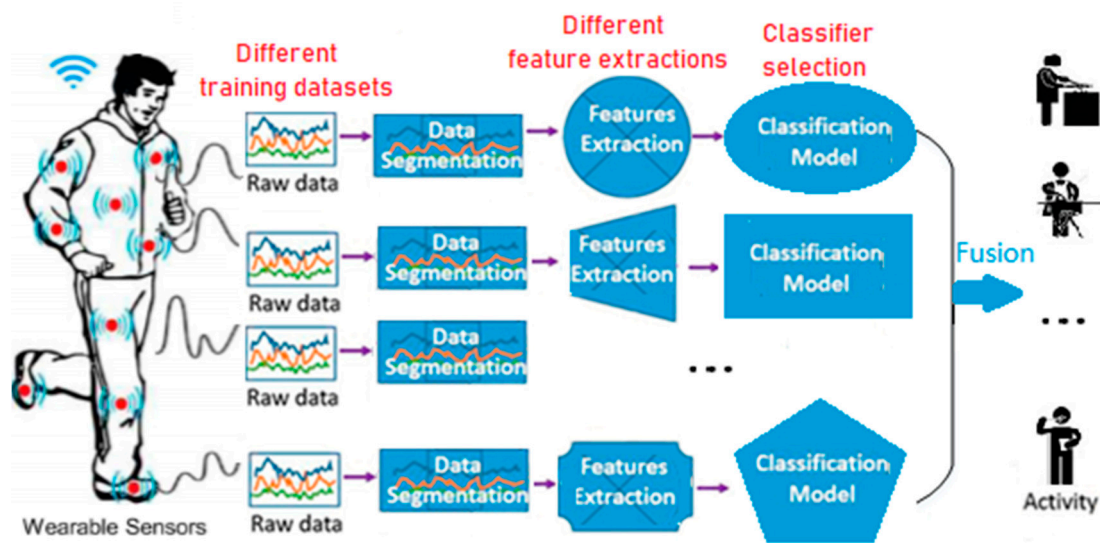 Different
training datasets
Different
feature extractions
Classifier
selection
Raw data
Data
Segmentation
Features
Extraction
Classification
Model
Raw data
Data
Segmentation
Features
Extraction
Classification
Model
Fusion
Raw data
Data
Segmentation
...
...
Raw data
Data
Segmentation
Features
Extraction
Classification
Model
Wearable Sensors
Activity